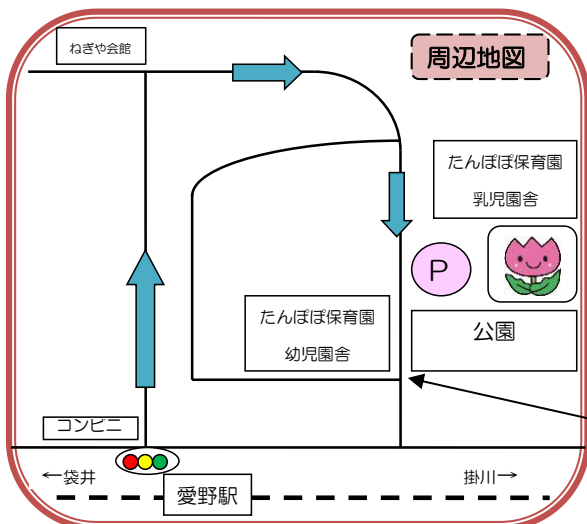 ねぎや会館
周辺地図
たんぽぽ保育園
乳児園舎
P
たんぽぽ保育園
幼児園舎
公園
コンビニ
←袋井
掛川→
愛野駅